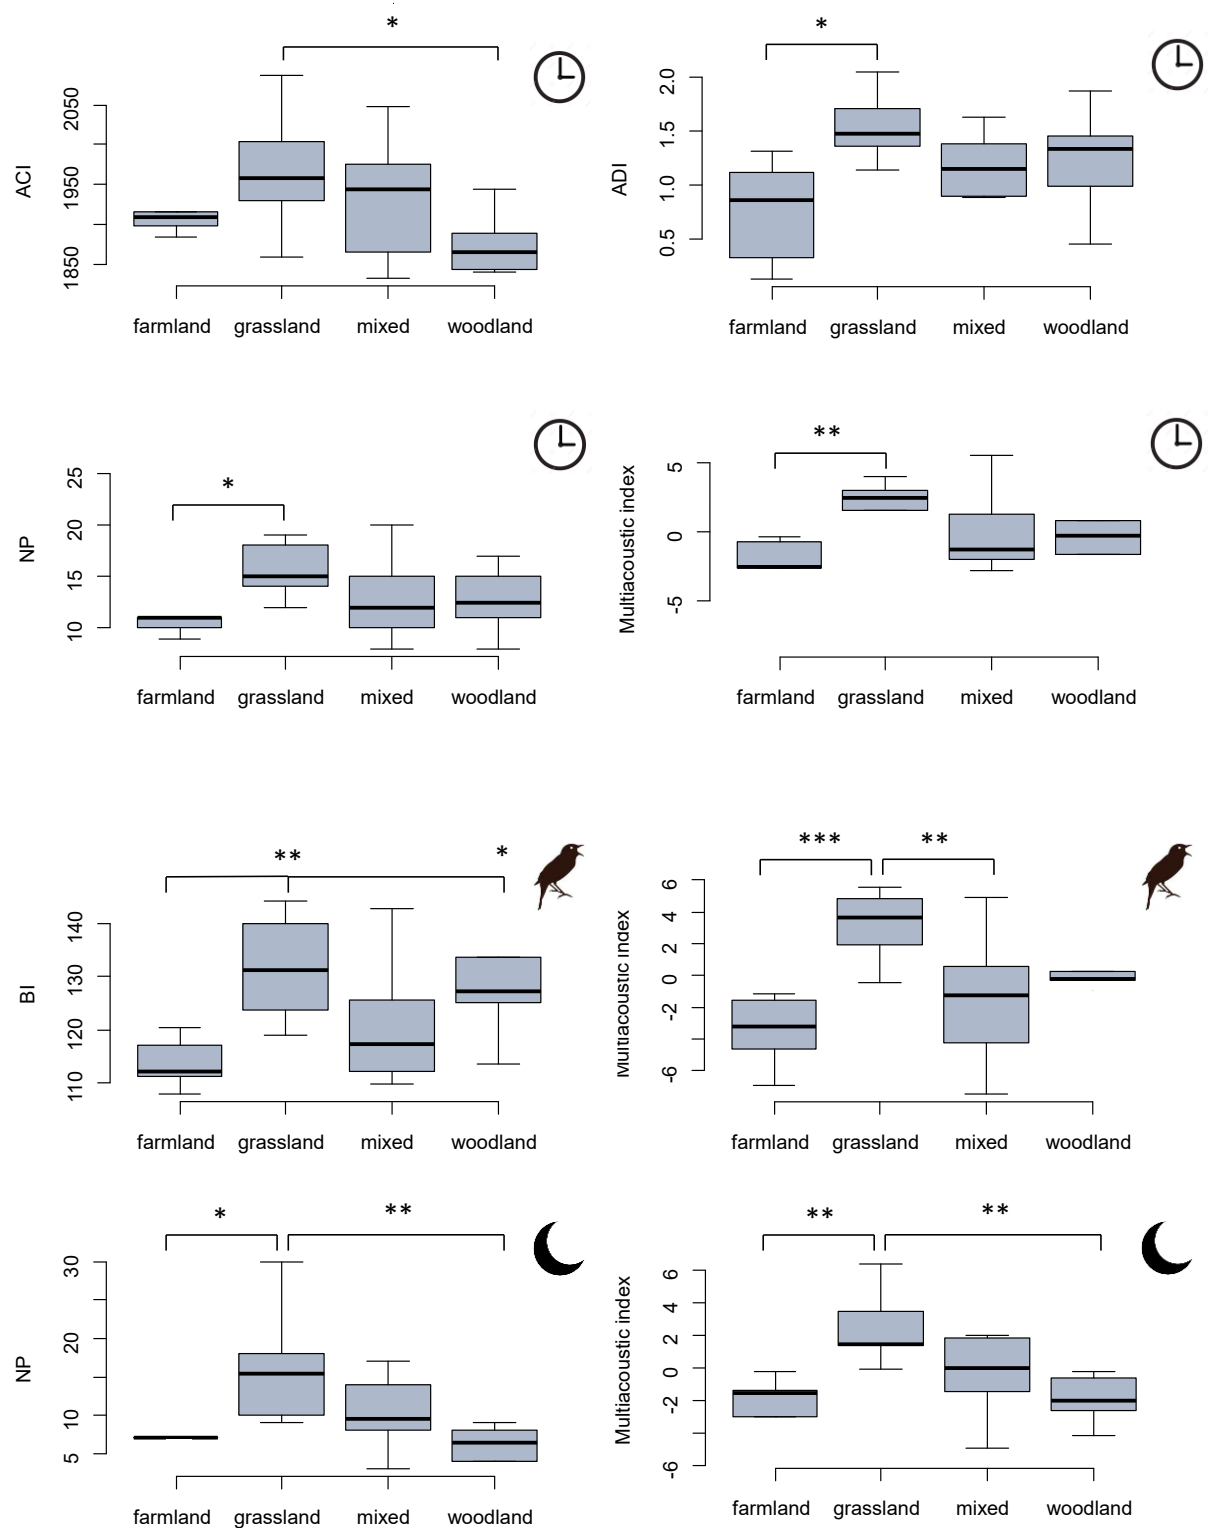 *
ACI
2050
1950
1850
farmland grassland mixed woodland
*
ADI
2.0
1.5
1.0
0.5
farmland grassland mixed woodland
*
NP
25
20
15
10
farmland grassland mixed woodland
**
Multiacoustic index
5
0
-5
farmland grassland mixed woodland
** *
BI
140
130
120
110
farmland grassland mixed woodland
*** **
Multiacoustic index
6
4
2
0
-2
-6
farmland grassland mixed woodland
* **
NP
30
20
10
5
farmland grassland mixed woodland
** **
Multiacoustic index
6
4
2
0
-2
-6
farmland grassland mixed woodland